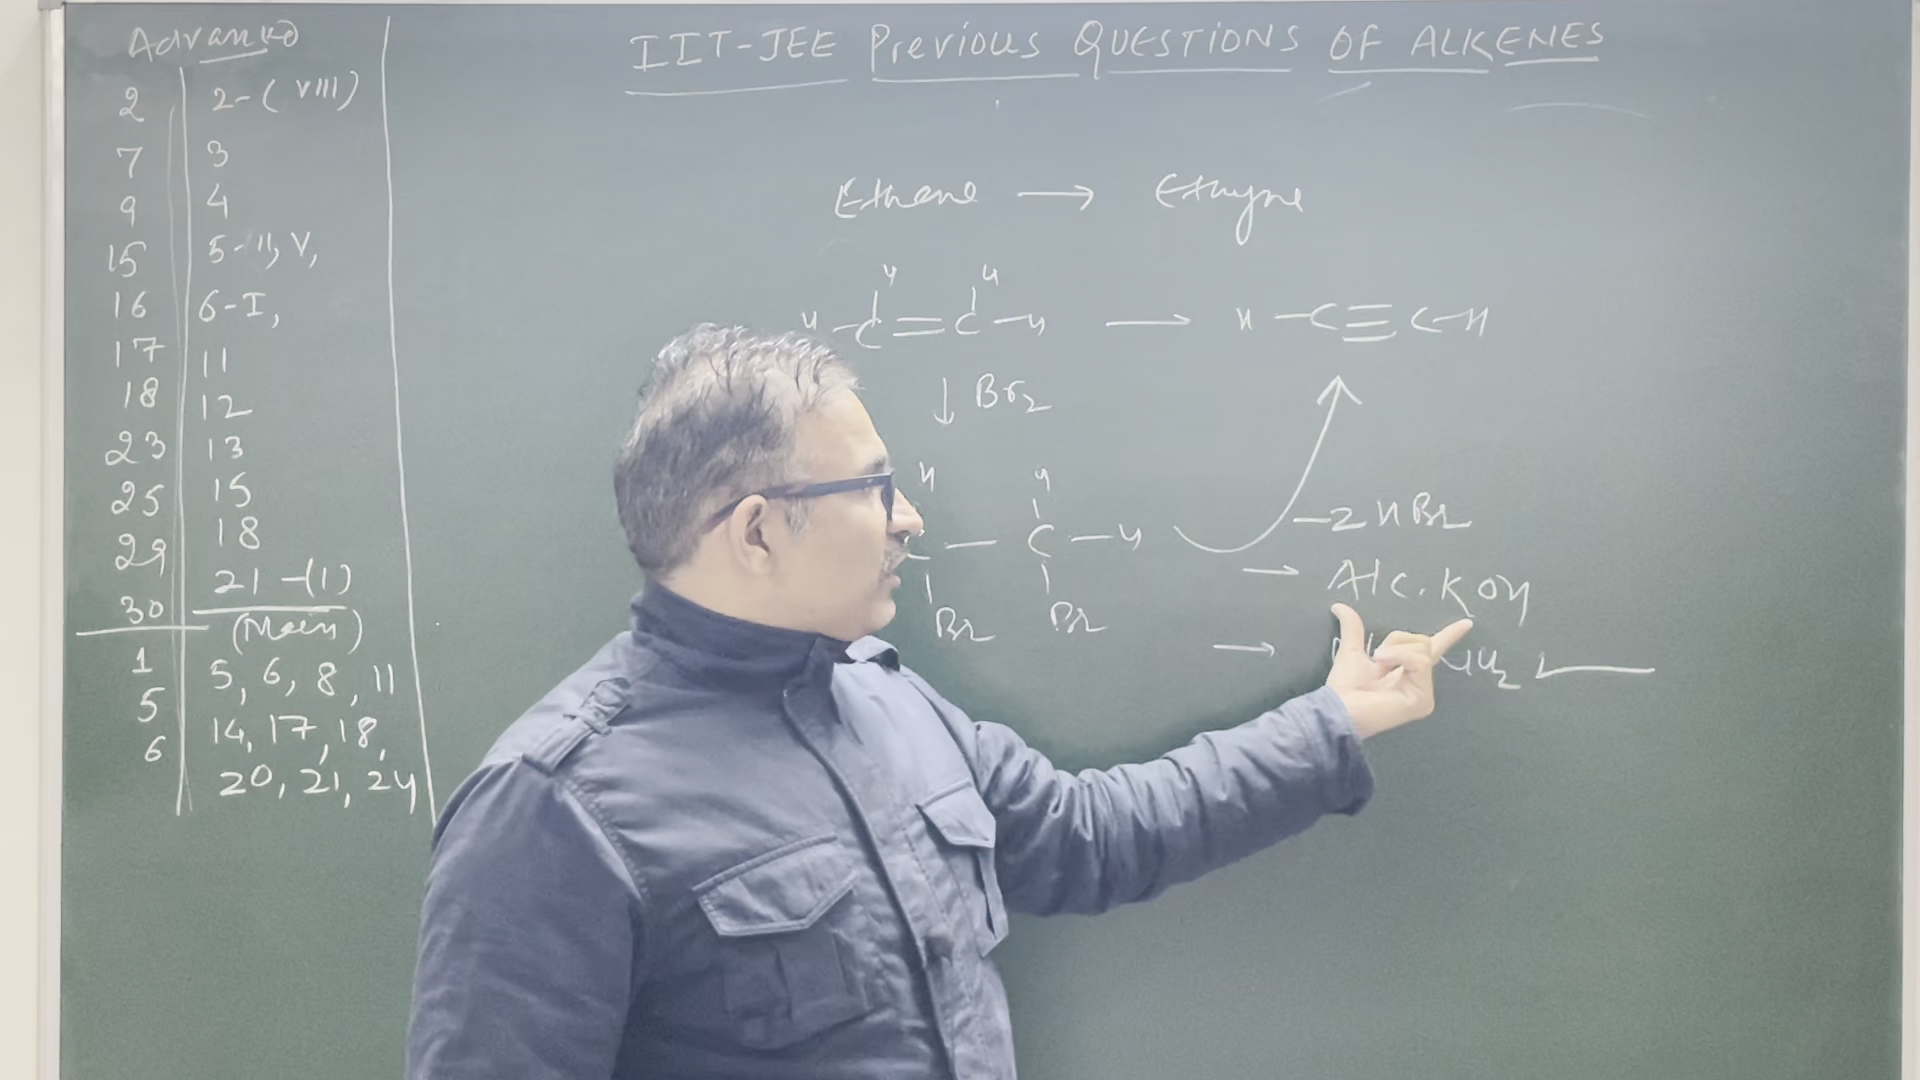 Advanced
2 2-(VIII)
7 3
9 4
15 5-II, V,
16 6-I,
17 11
18 12
23 13
25 15
29 18
30 21-(I)
(Main)
1 5, 6, 8, 11
5 14, 17, 18,
6 20, 21, 24
IIT-JEE Previous QUESTIONS OF ALKENES
Ethene → Ethyne
H H
H-C=C-H → H-C≡C-H
↓ Br2
H H
- C-H
Br Br
-2HBr
→ Alc. KOH
→ NH2